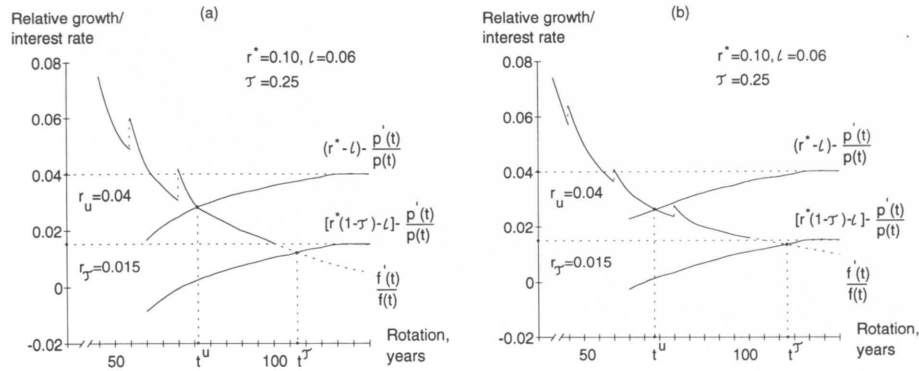 Relative growth/
interest rate
(a)
r*=0.10, ι=0.06
τ=0.25
0.08
0.06
0.04
0.02
0
-0.02
(r*-ι)- p'(t)/p(t)
r_u=0.04
[r*(1-τ)-ι]- p'(t)/p(t)
r_τ=0.015
f'(t)/f(t)
50
t^u
100
t^τ
Rotation,
years
Relative growth/
interest rate
(b)
r*=0.10, ι=0.06
τ=0.25
0.08
0.06
0.04
0.02
0
-0.02
(r*-ι)- p'(t)/p(t)
r_u=0.04
[r*(1-τ)-ι]- p'(t)/p(t)
r_τ=0.015
f'(t)/f(t)
50
t^u
100
t^τ
Rotation,
years